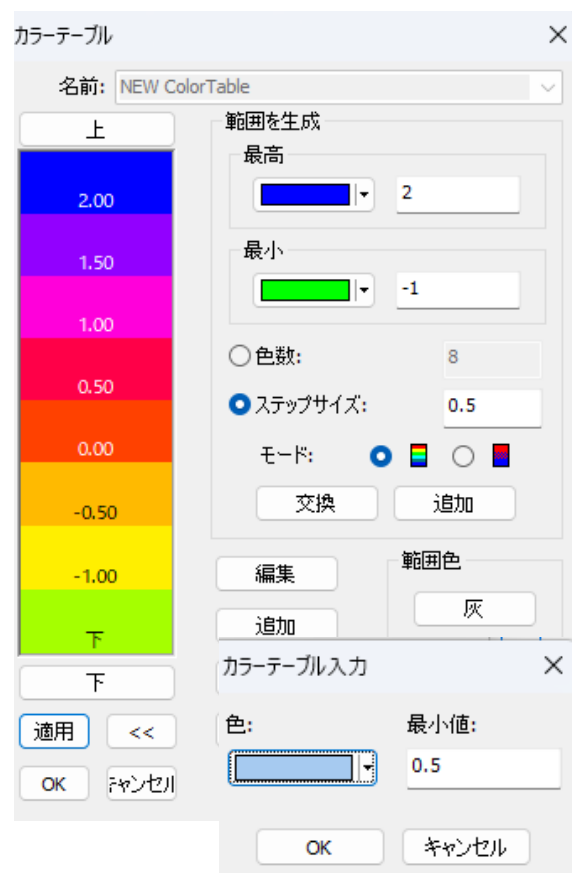 カラーテーブル
名前: NEW ColorTable
上
2.00
1.50
1.00
0.50
0.00
-0.50
-1.00
下
下
適用 <<
OK キャンセル
範囲を生成
最高
2
最小
-1
色数: 8
ステップサイズ: 0.5
モード:
交換 追加
編集
追加
範囲色
灰
カラーテーブル入力
色: 最小値:
0.5
OK キャンセル